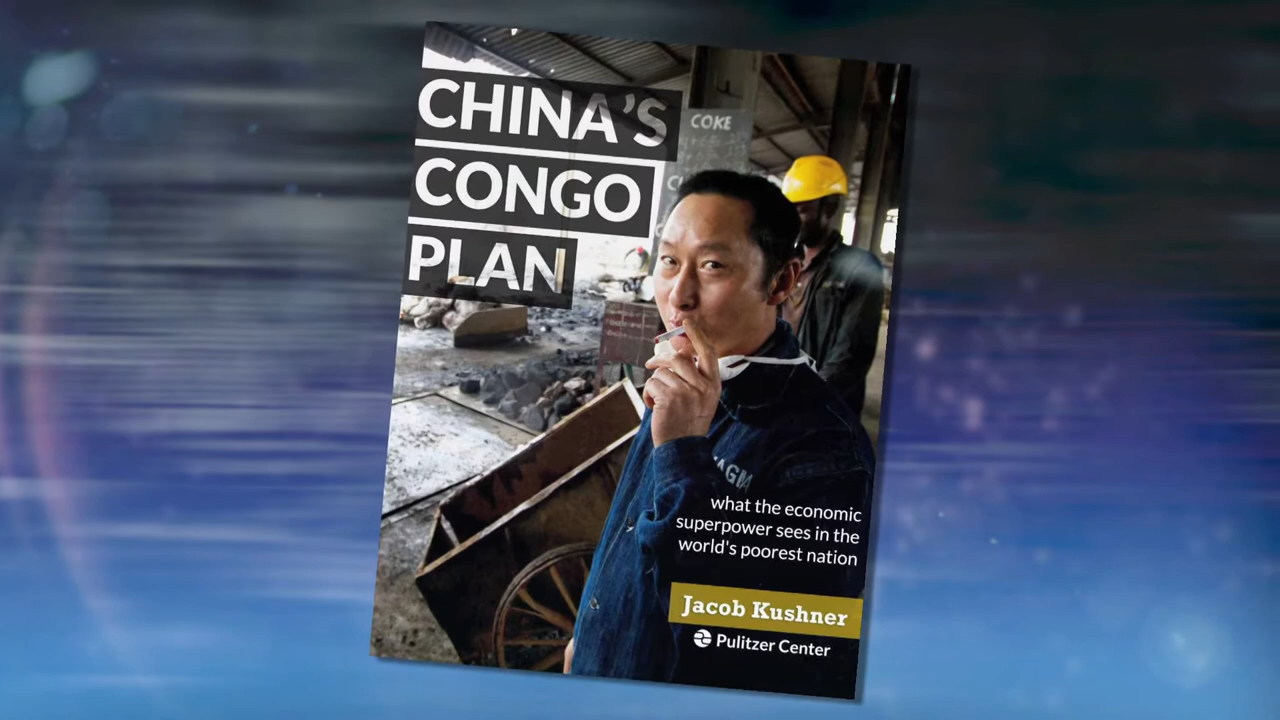 CHINA'S
CONGO
PLAN
COKE
what the economic
superpower sees in the
world's poorest nation
Jacob Kushner
Pulitzer Center